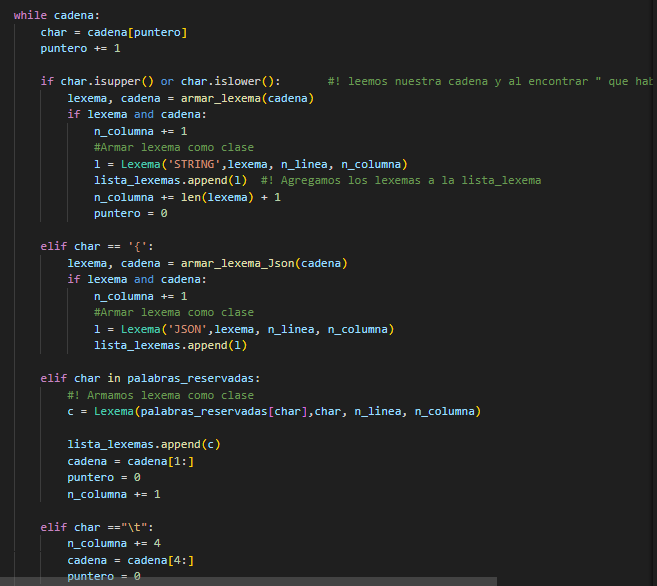 while cadena:
char = cadena[puntero]
puntero += 1
if char.isupper() or char.islower(): #! leemos nuestra cadena y al encontrar " que hab
lexema, cadena = armar_lexema(cadena)
if lexema and cadena:
n_columna += 1
#Armar lexema como clase
l = Lexema('STRING',lexema, n_linea, n_columna)
lista_lexemas.append(l) #! Agregamos los lexemas a la lista_lexema
n_columna += len(lexema) + 1
puntero = 0
elif char == '{':
lexema, cadena = armar_lexema_Json(cadena)
if lexema and cadena:
n_columna += 1
#Armar lexema como clase
l = Lexema('JSON',lexema, n_linea, n_columna)
lista_lexemas.append(l)
elif char in palabras_reservadas:
#! Armamos lexema como clase
c = Lexema(palabras_reservadas[char],char, n_linea, n_columna)
lista_lexemas.append(c)
cadena = cadena[1:]
puntero = 0
n_columna += 1
elif char =="\t":
n_columna += 4
cadena = cadena[4:]
puntero = 0